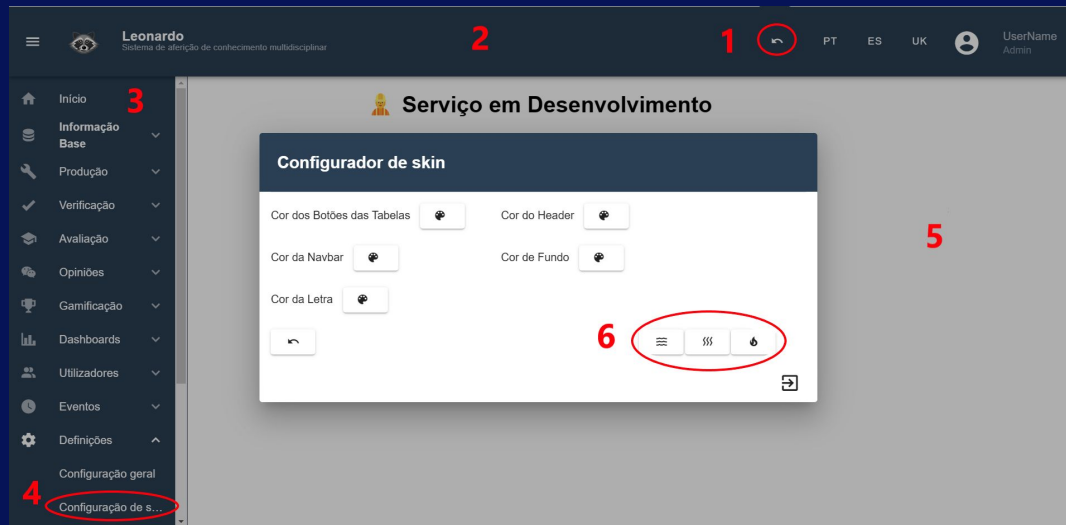 Leonardo
Sistema de aferição de conhecimento multidisciplinar
2
1
PT
ES
UK
UserName
Admin
Início
3
Informação
Base
Produção
Verificação
Avaliação
Opiniões
Gamificação
Dashboards
Utilizadores
Eventos
Definições
Configuração geral
4
Configuração de s...
Serviço em Desenvolvimento
Configurador de skin
Cor dos Botões das Tabelas
Cor do Header
Cor da Navbar
Cor de Fundo
Cor da Letra
6
5